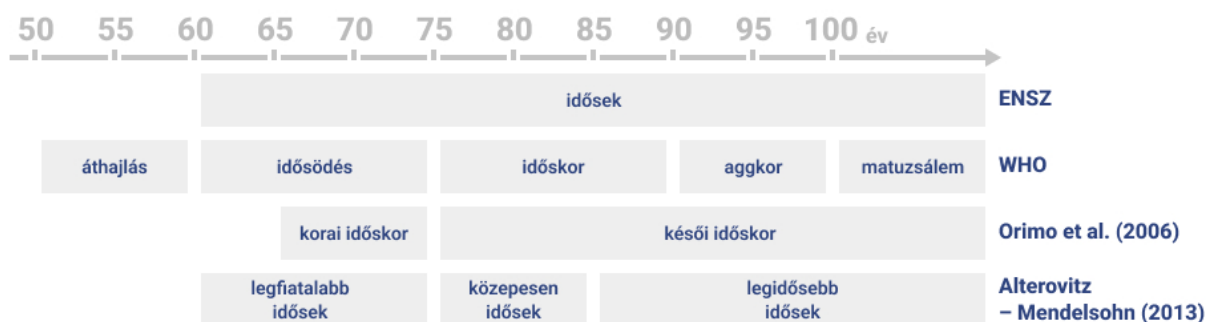 50 55 60 65 70 75 80 85 90 95 100 év
idősek ENSZ
áthajlás idősödés időskor aggkor matuzsálem WHO
korai időskor késői időskor Orimo et al. (2006)
legfiatalabb közepesen legidősebb Alterovitz
idősek idősek idősek – Mendelsohn (2013)